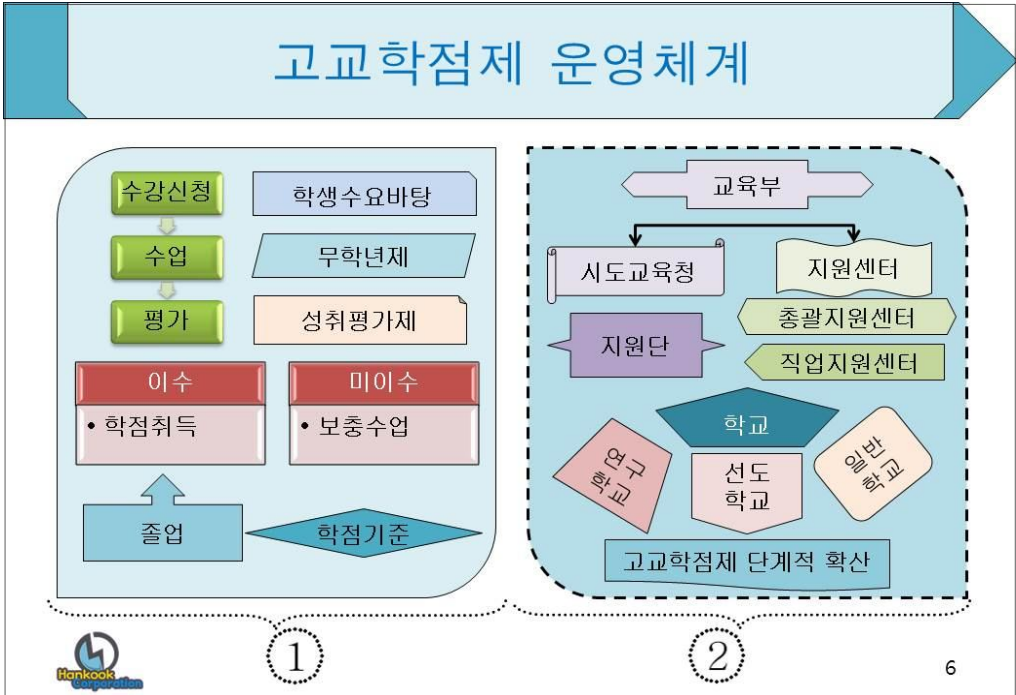 고교학점제 운영체계
수강신청
학생수요바탕
수업
무학년제
평가
성취평가제
이수
• 학점취득
미이수
• 보충수업
졸업
학점기준
①
교육부
시도교육청
지원센터
지원단
총괄지원센터
직업지원센터
학교
연구
학교
선도
학교
일반
학교
고교학점제 단계적 확산
②
Hankook
Corporation
6